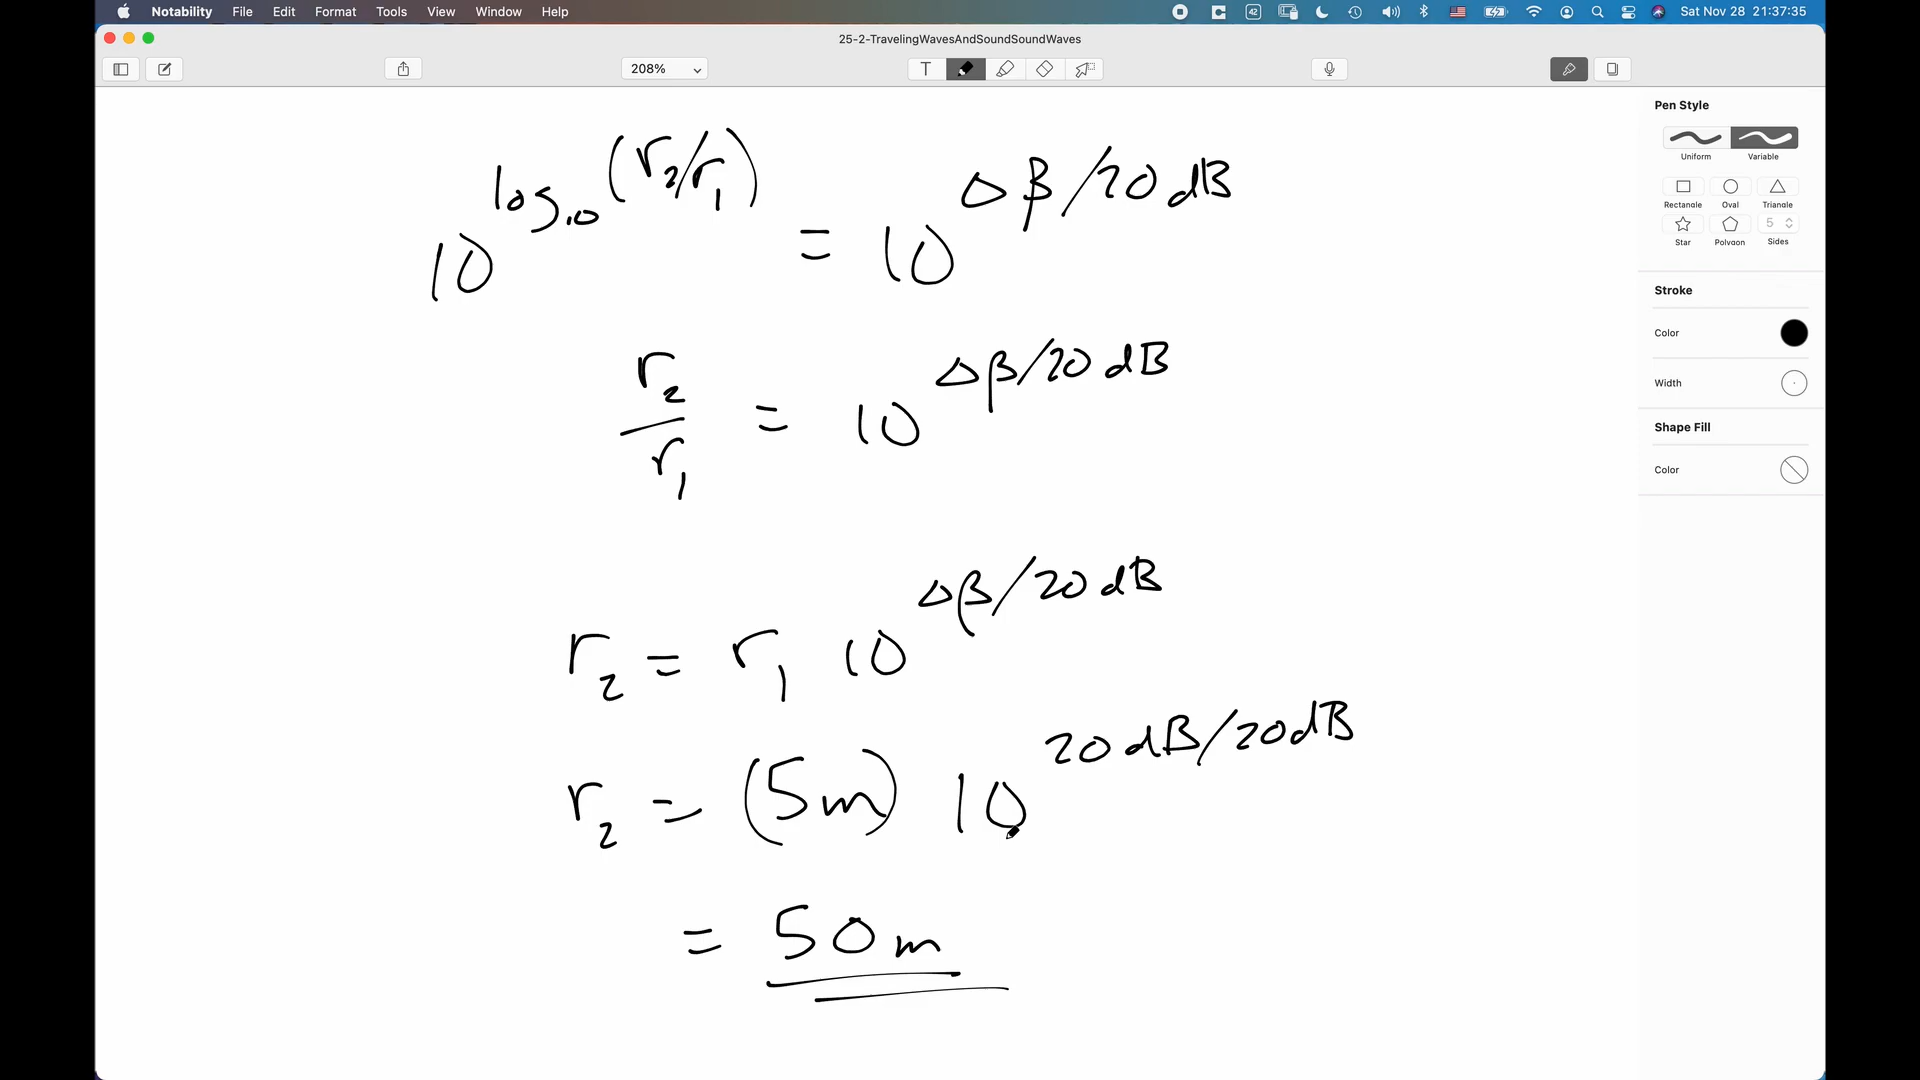 Notability File Edit Format Tools View Window Help 42 Sat Nov 28 21:37:35
25-2-TravelingWavesAndSoundSoundWaves
208% T
Pen Style
Uniform Variable
Rectangle Oval Triangle
5
Star Polygon Sides
Stroke
Color
Width
Shape Fill
Color
10^log₁₀(r₂/r₁) = 10^Δβ/20 dB
r₂/r₁ = 10^Δβ/20 dB
r₂ = r₁ 10^Δβ/20 dB
r₂ = (5m) 10^20 dB/20 dB
= 50 m